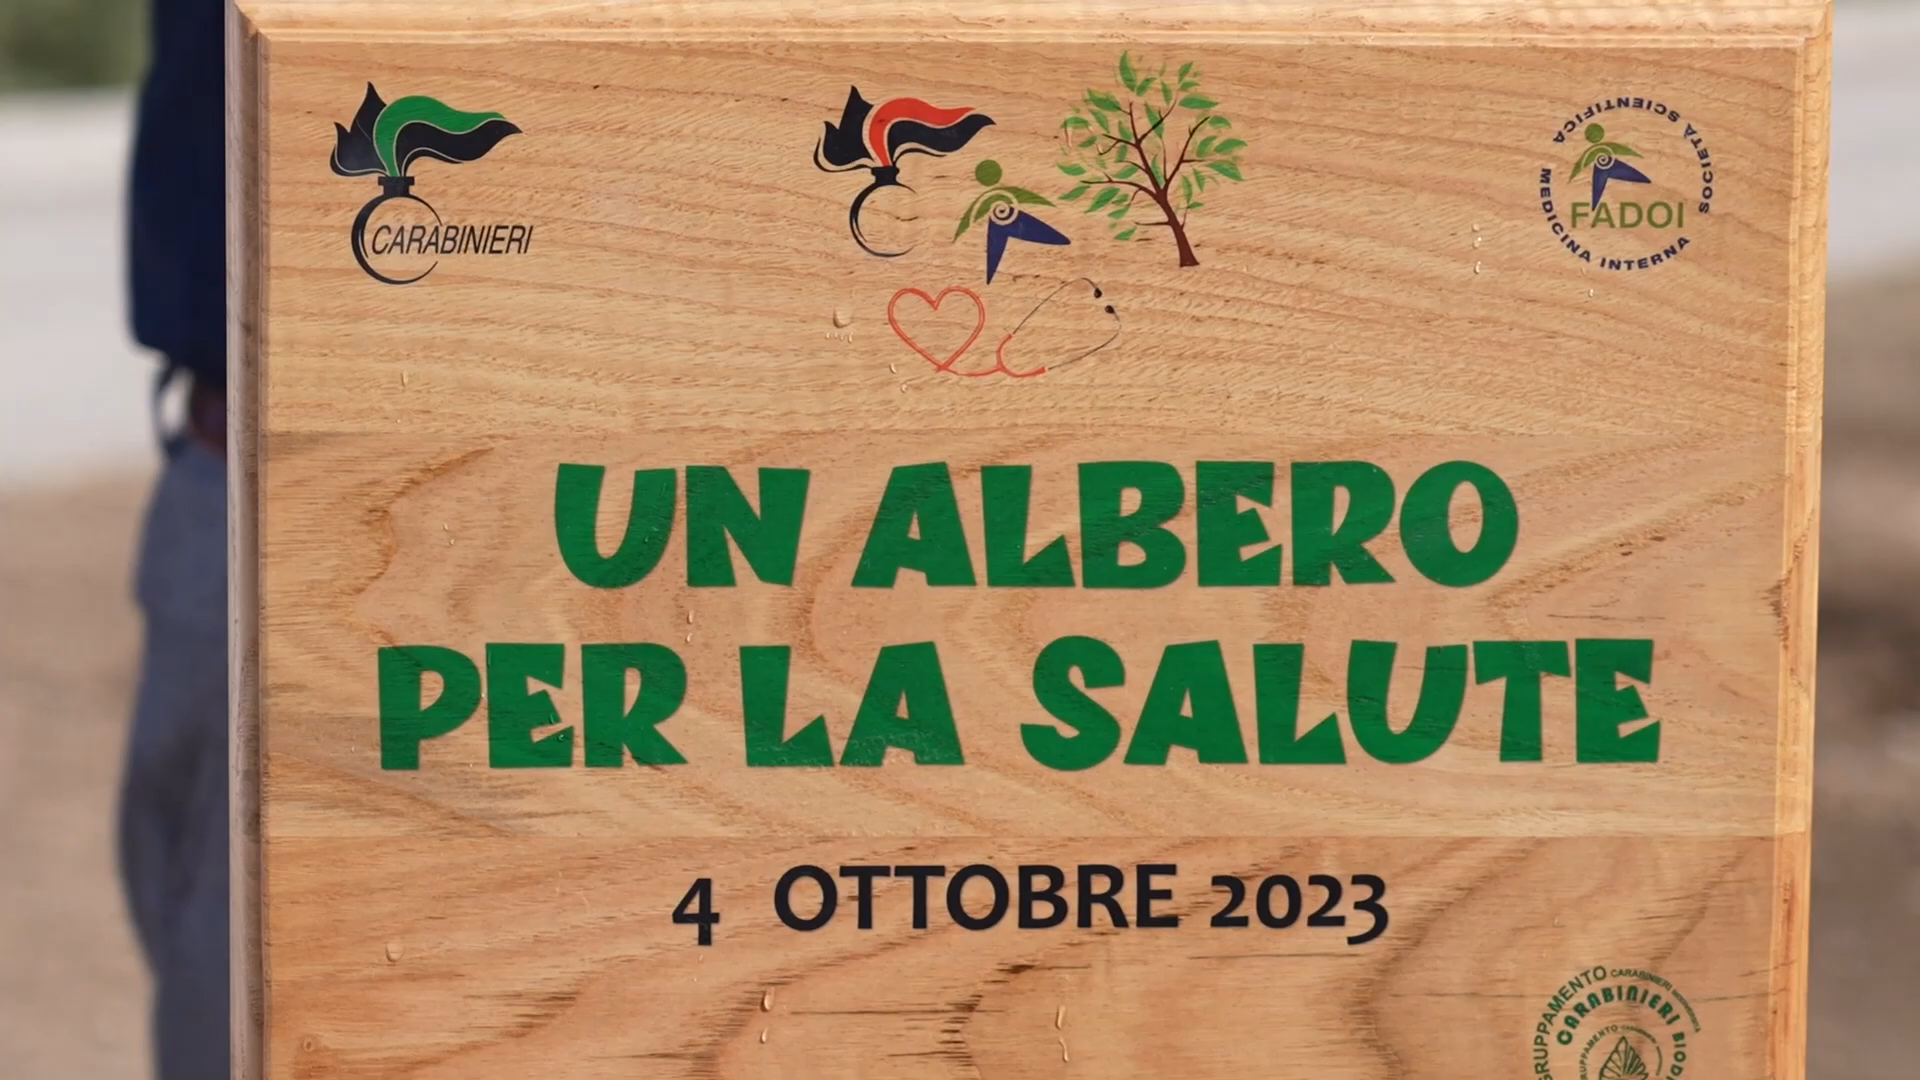 CARABINIERI
SOCIETÀ SCIENTIFICA
FADOI
MEDICINA INTERNA
UN ALBERO
PER LA SALUTE
4 OTTOBRE 2023
RAGGRUPPAMENTO CARABINIERI
CARABINIERI